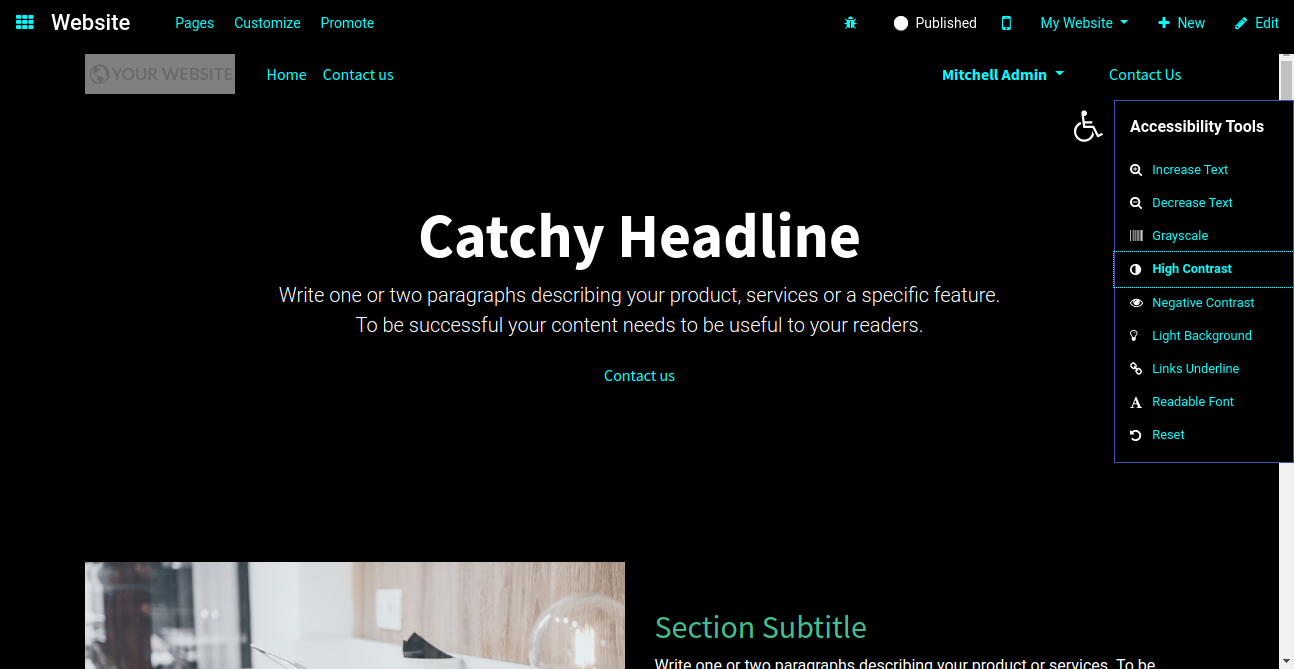 Website
Pages Customize Promote
Published
My Website
New
Edit
YOUR WEBSITE
Home Contact us
Mitchell Admin
Contact Us
Accessibility Tools
Increase Text
Decrease Text
Grayscale
High Contrast
Negative Contrast
Light Background
Links Underline
Readable Font
Reset
Catchy Headline
Write one or two paragraphs describing your product, services or a specific feature.
To be successful your content needs to be useful to your readers.
Contact us
Section Subtitle
Write one or two paragraphs describing your product or services. To be